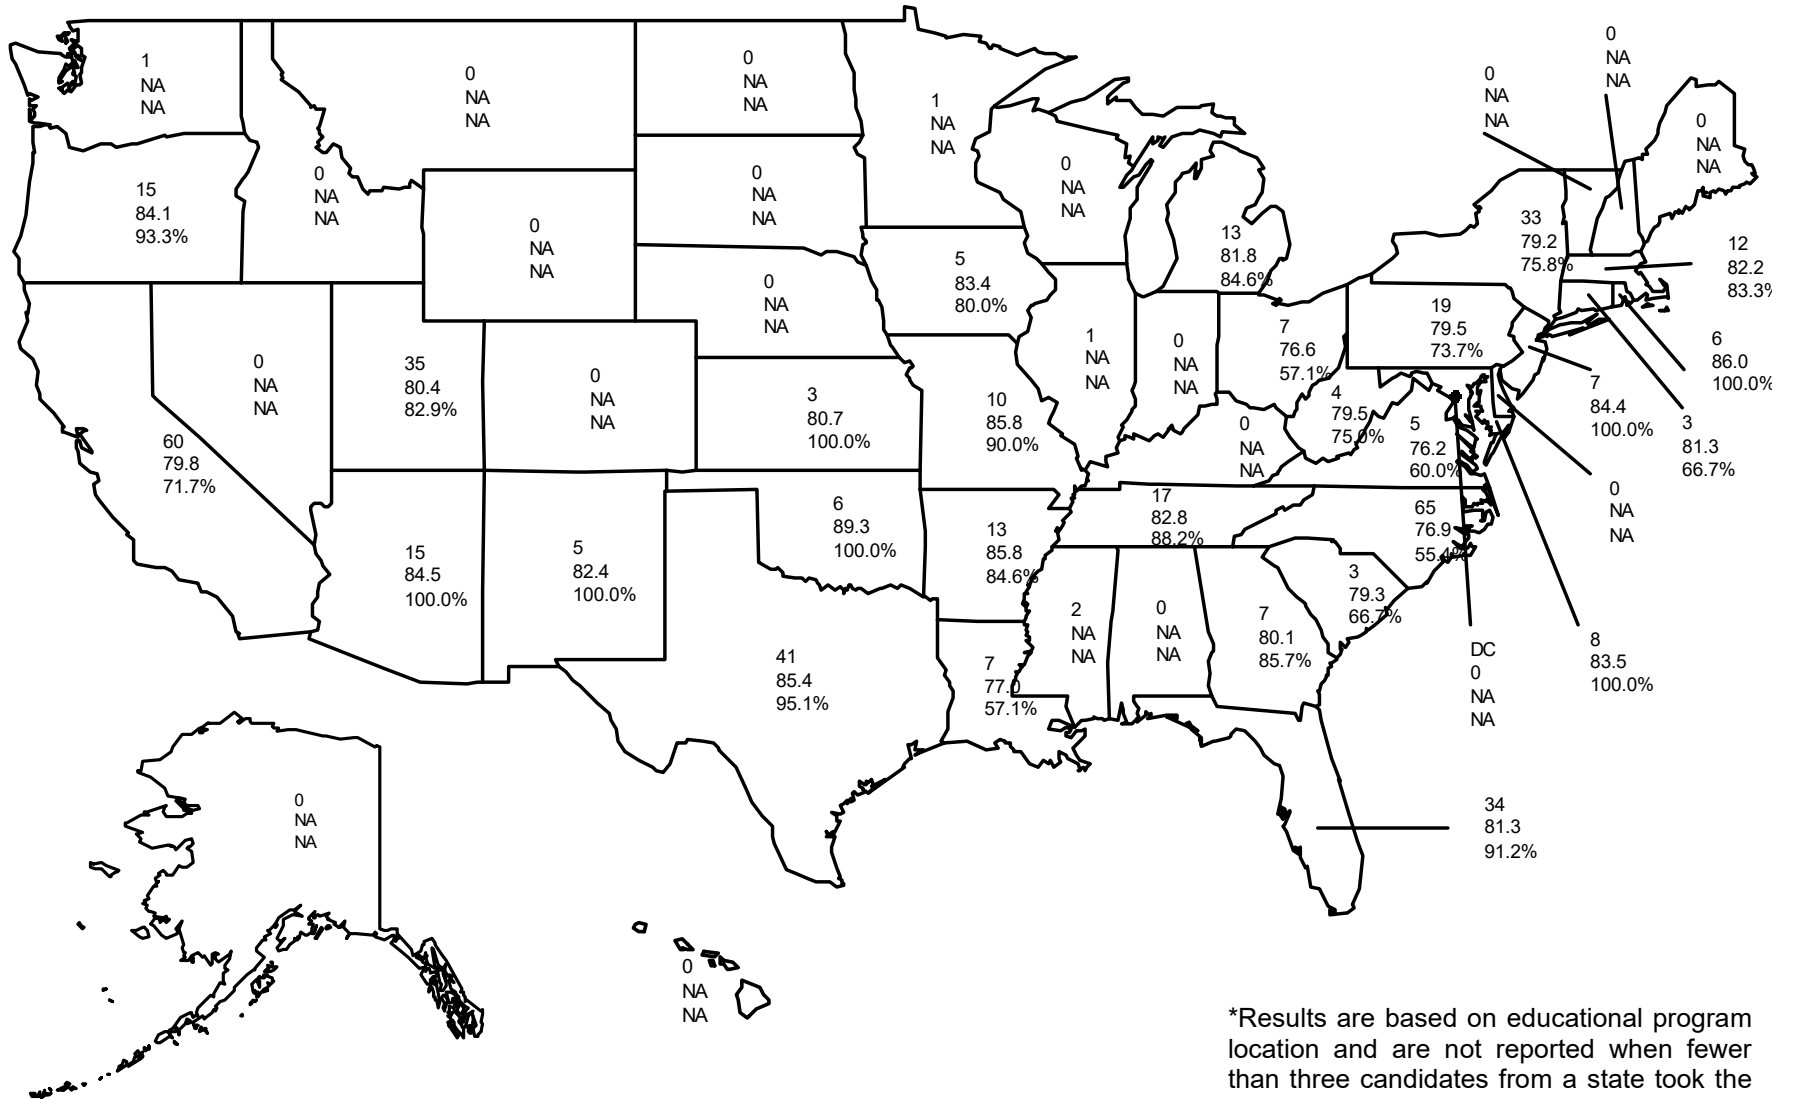 1
NA
NA
0
NA
NA
0
NA
NA
1
NA
NA
0
NA
NA
0
NA
NA
0
NA
NA
0
NA
NA
15
84.1
93.3%
0
NA
NA
0
NA
NA
0
NA
NA
0
NA
NA
5
83.4
80.0%
13
81.8
84.6%
33
79.2
75.8%
12
82.2
83.3%
0
NA
NA
35
80.4
82.9%
0
NA
NA
0
NA
NA
1
NA
NA
0
NA
NA
7
76.6
57.1%
19
79.5
73.7%
6
86.0
100.0%
7
84.4
100.0%
3
81.3
66.7%
60
79.8
71.7%
3
80.7
100.0%
10
85.8
90.0%
0
NA
NA
4
79.5
75.0%
5
76.2
60.0%
0
NA
NA
15
84.5
100.0%
5
82.4
100.0%
6
89.3
100.0%
13
85.8
84.6%
17
82.8
88.2%
65
76.9
55.4%
3
79.3
66.7%
41
85.4
95.1%
7
77.0
57.1%
2
NA
NA
0
NA
NA
7
80.1
85.7%
DC
0
NA
NA
8
83.5
100.0%
34
81.3
91.2%
0
NA
NA
0
NA
NA
*Results are based on educational program
location and are not reported when fewer
than three candidates from a state took the